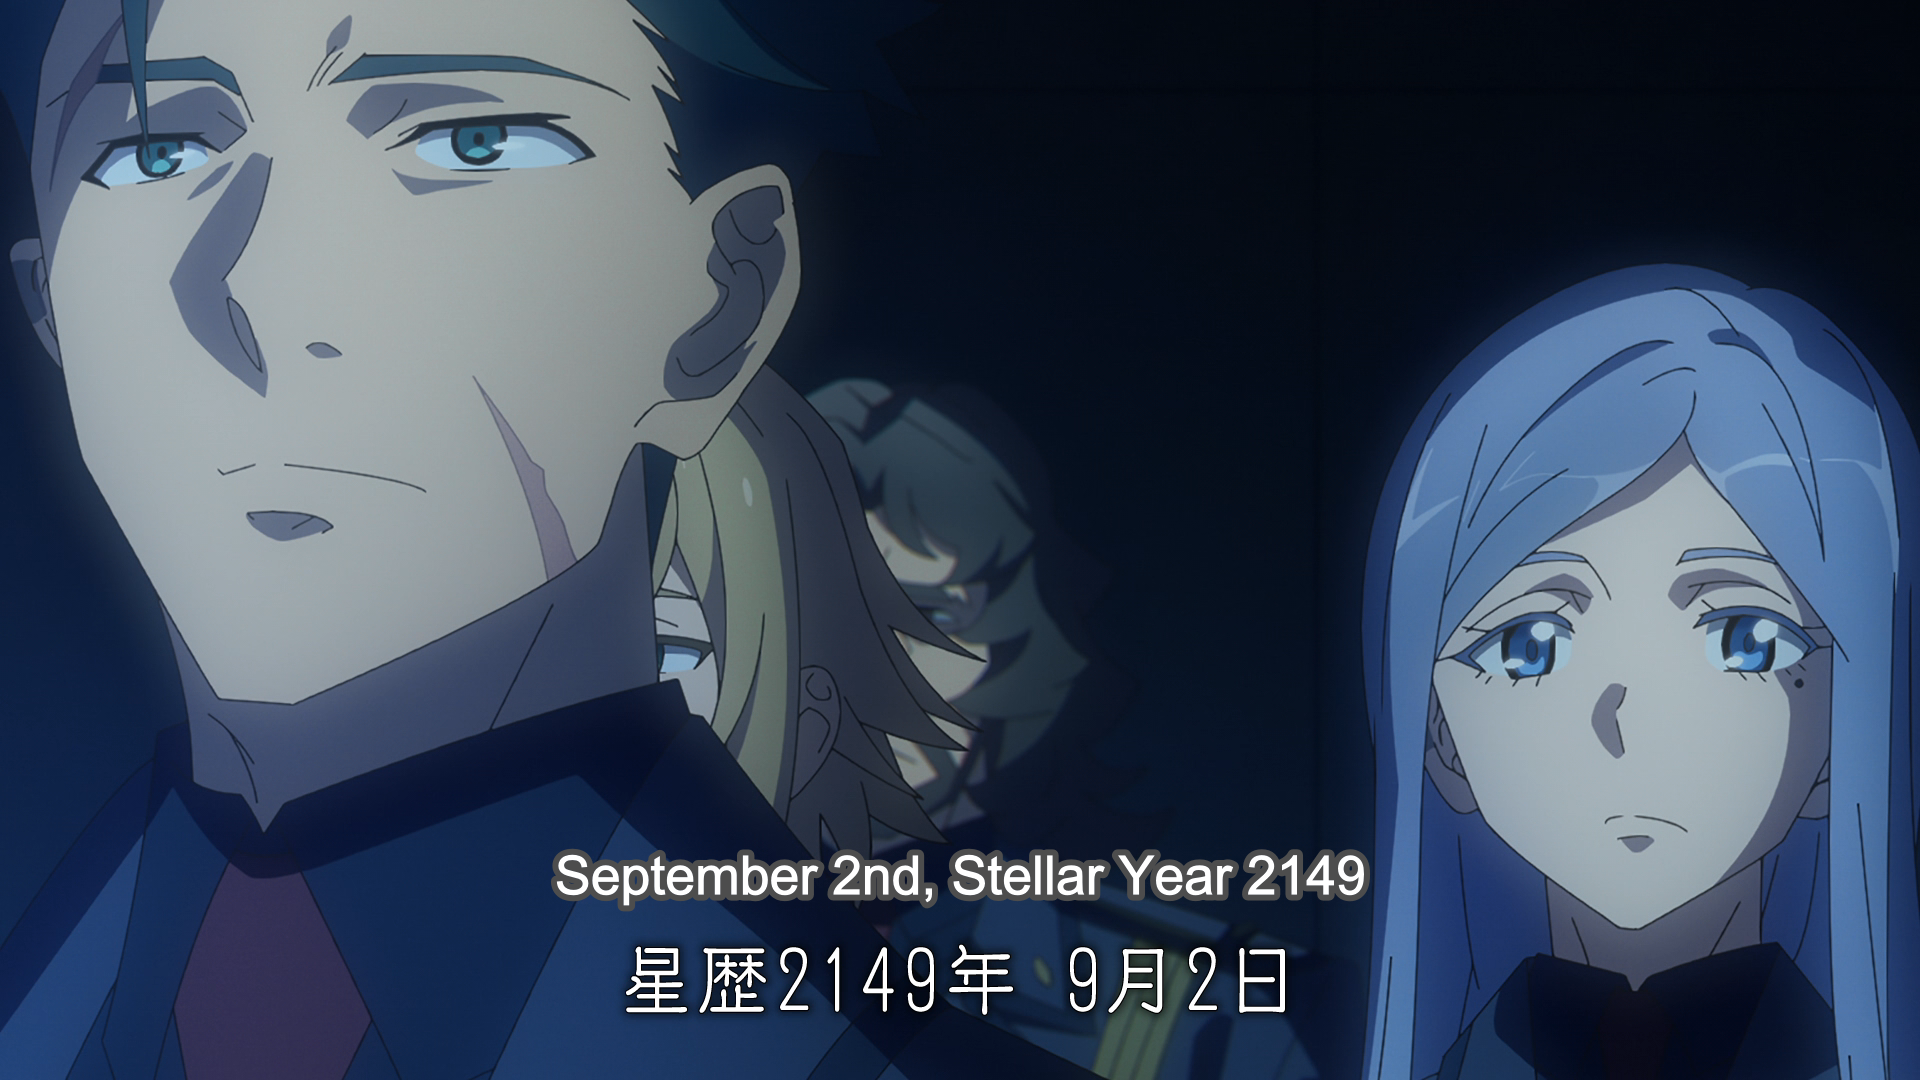 September 2nd, Stellar Year 2149
星歴2149年 9月2日